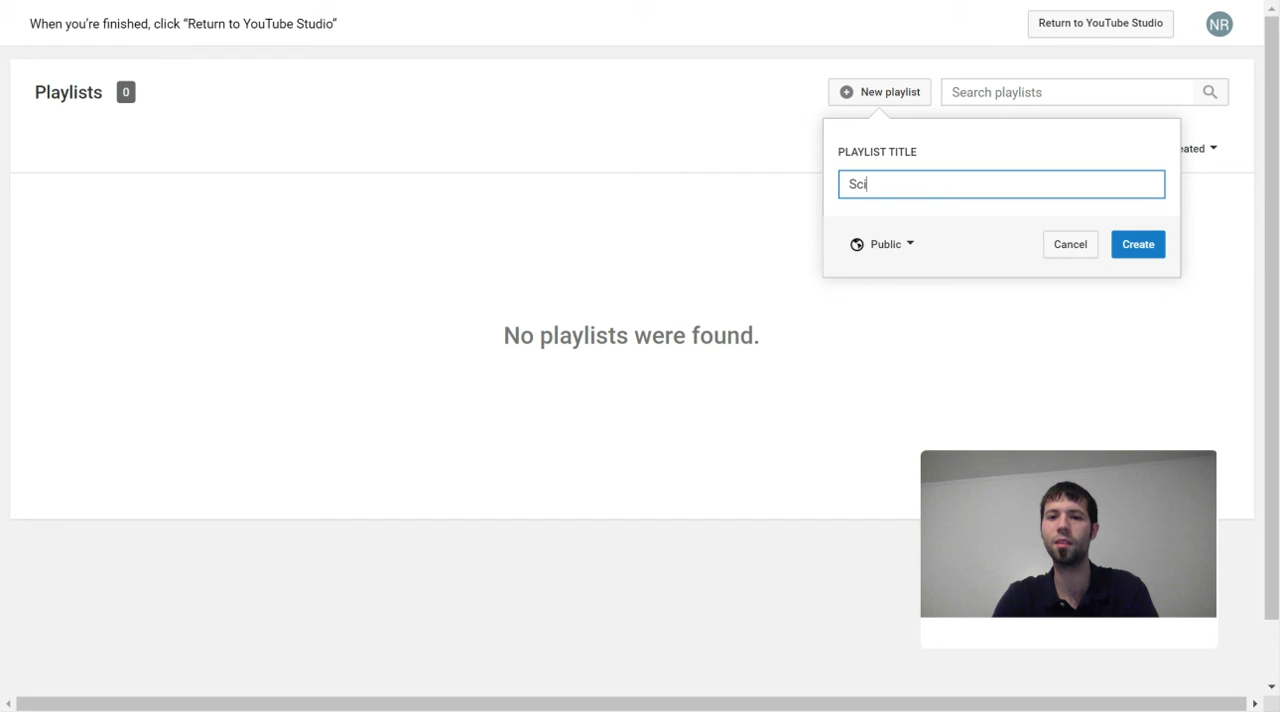 When you're finished, click “Return to YouTube Studio”
Return to YouTube Studio
NR
Playlists 0
New playlist
Search playlists
eated
PLAYLIST TITLE
Sci
Public
Cancel
Create
No playlists were found.